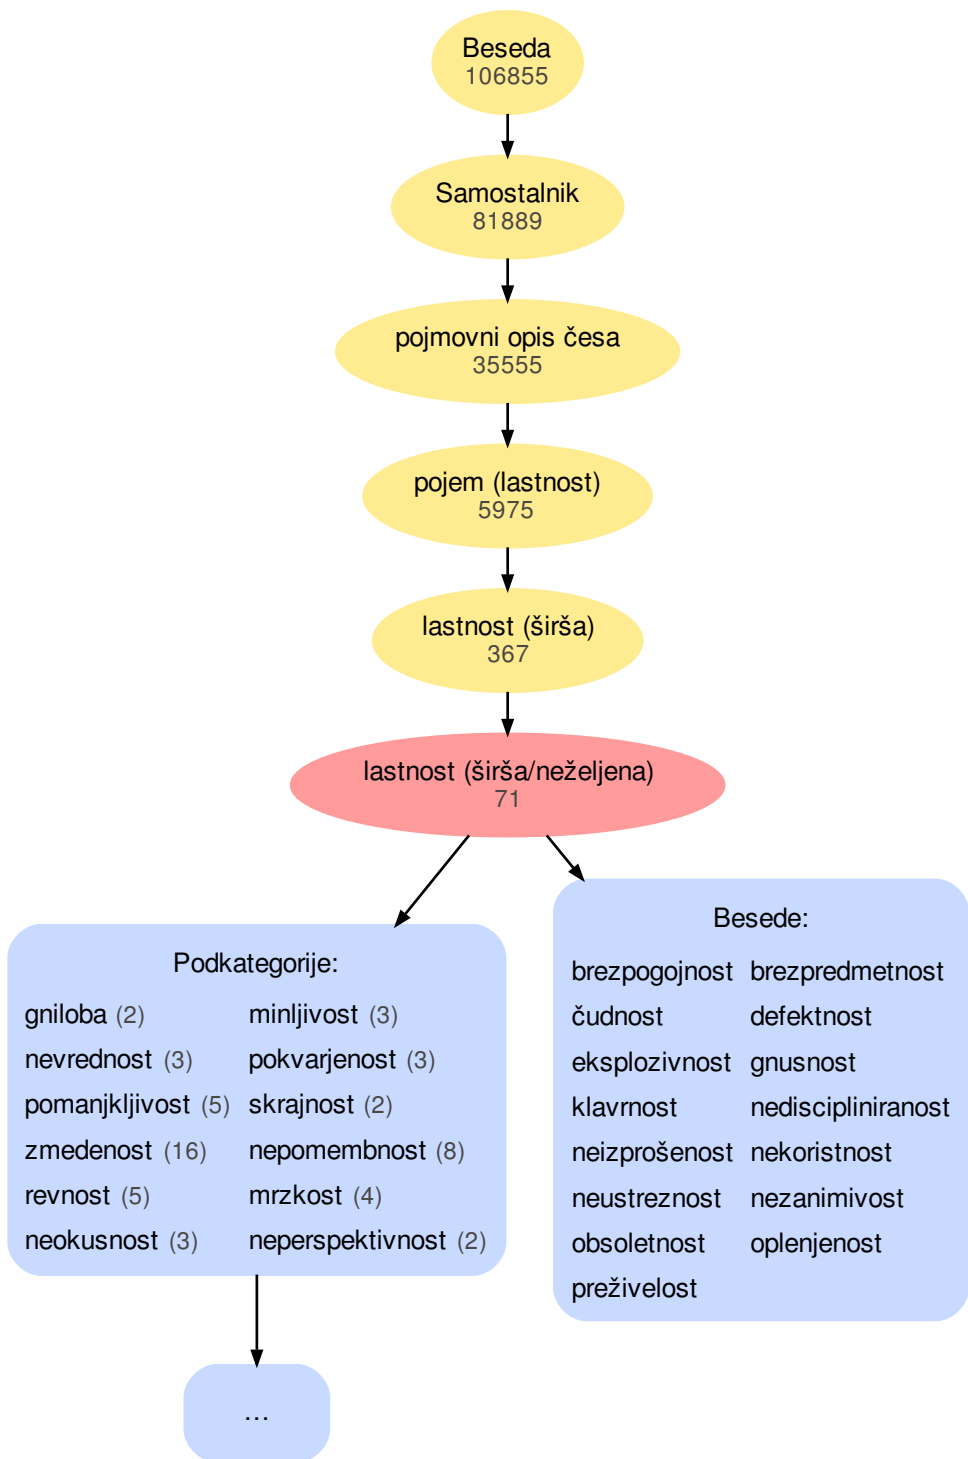 Beseda
106855
Samostalnik
81889
pojmovni opis česa
35555
pojem (lastnost)
5975
lastnost (širša)
367
lastnost (širša/neželjena)
71
Podkategorije:
gniloba (2) minljivost (3)
nevrednost (3) pokvarjenost (3)
pomanjkljivost (5) skrajnost (2)
zmedenost (16) nepomembnost (8)
revnost (5) mrzkost (4)
neokusnost (3) neperspektivnost (2)
...
Besede:
brezpogojnost brezpredmetnost
čudnost defektnost
eksplozivnost gnusnost
klavrnost nediscipliniranost
neizprošenost nekoristnost
neustreznost nezanimivost
obsoletnost oplenjenost
preživelost